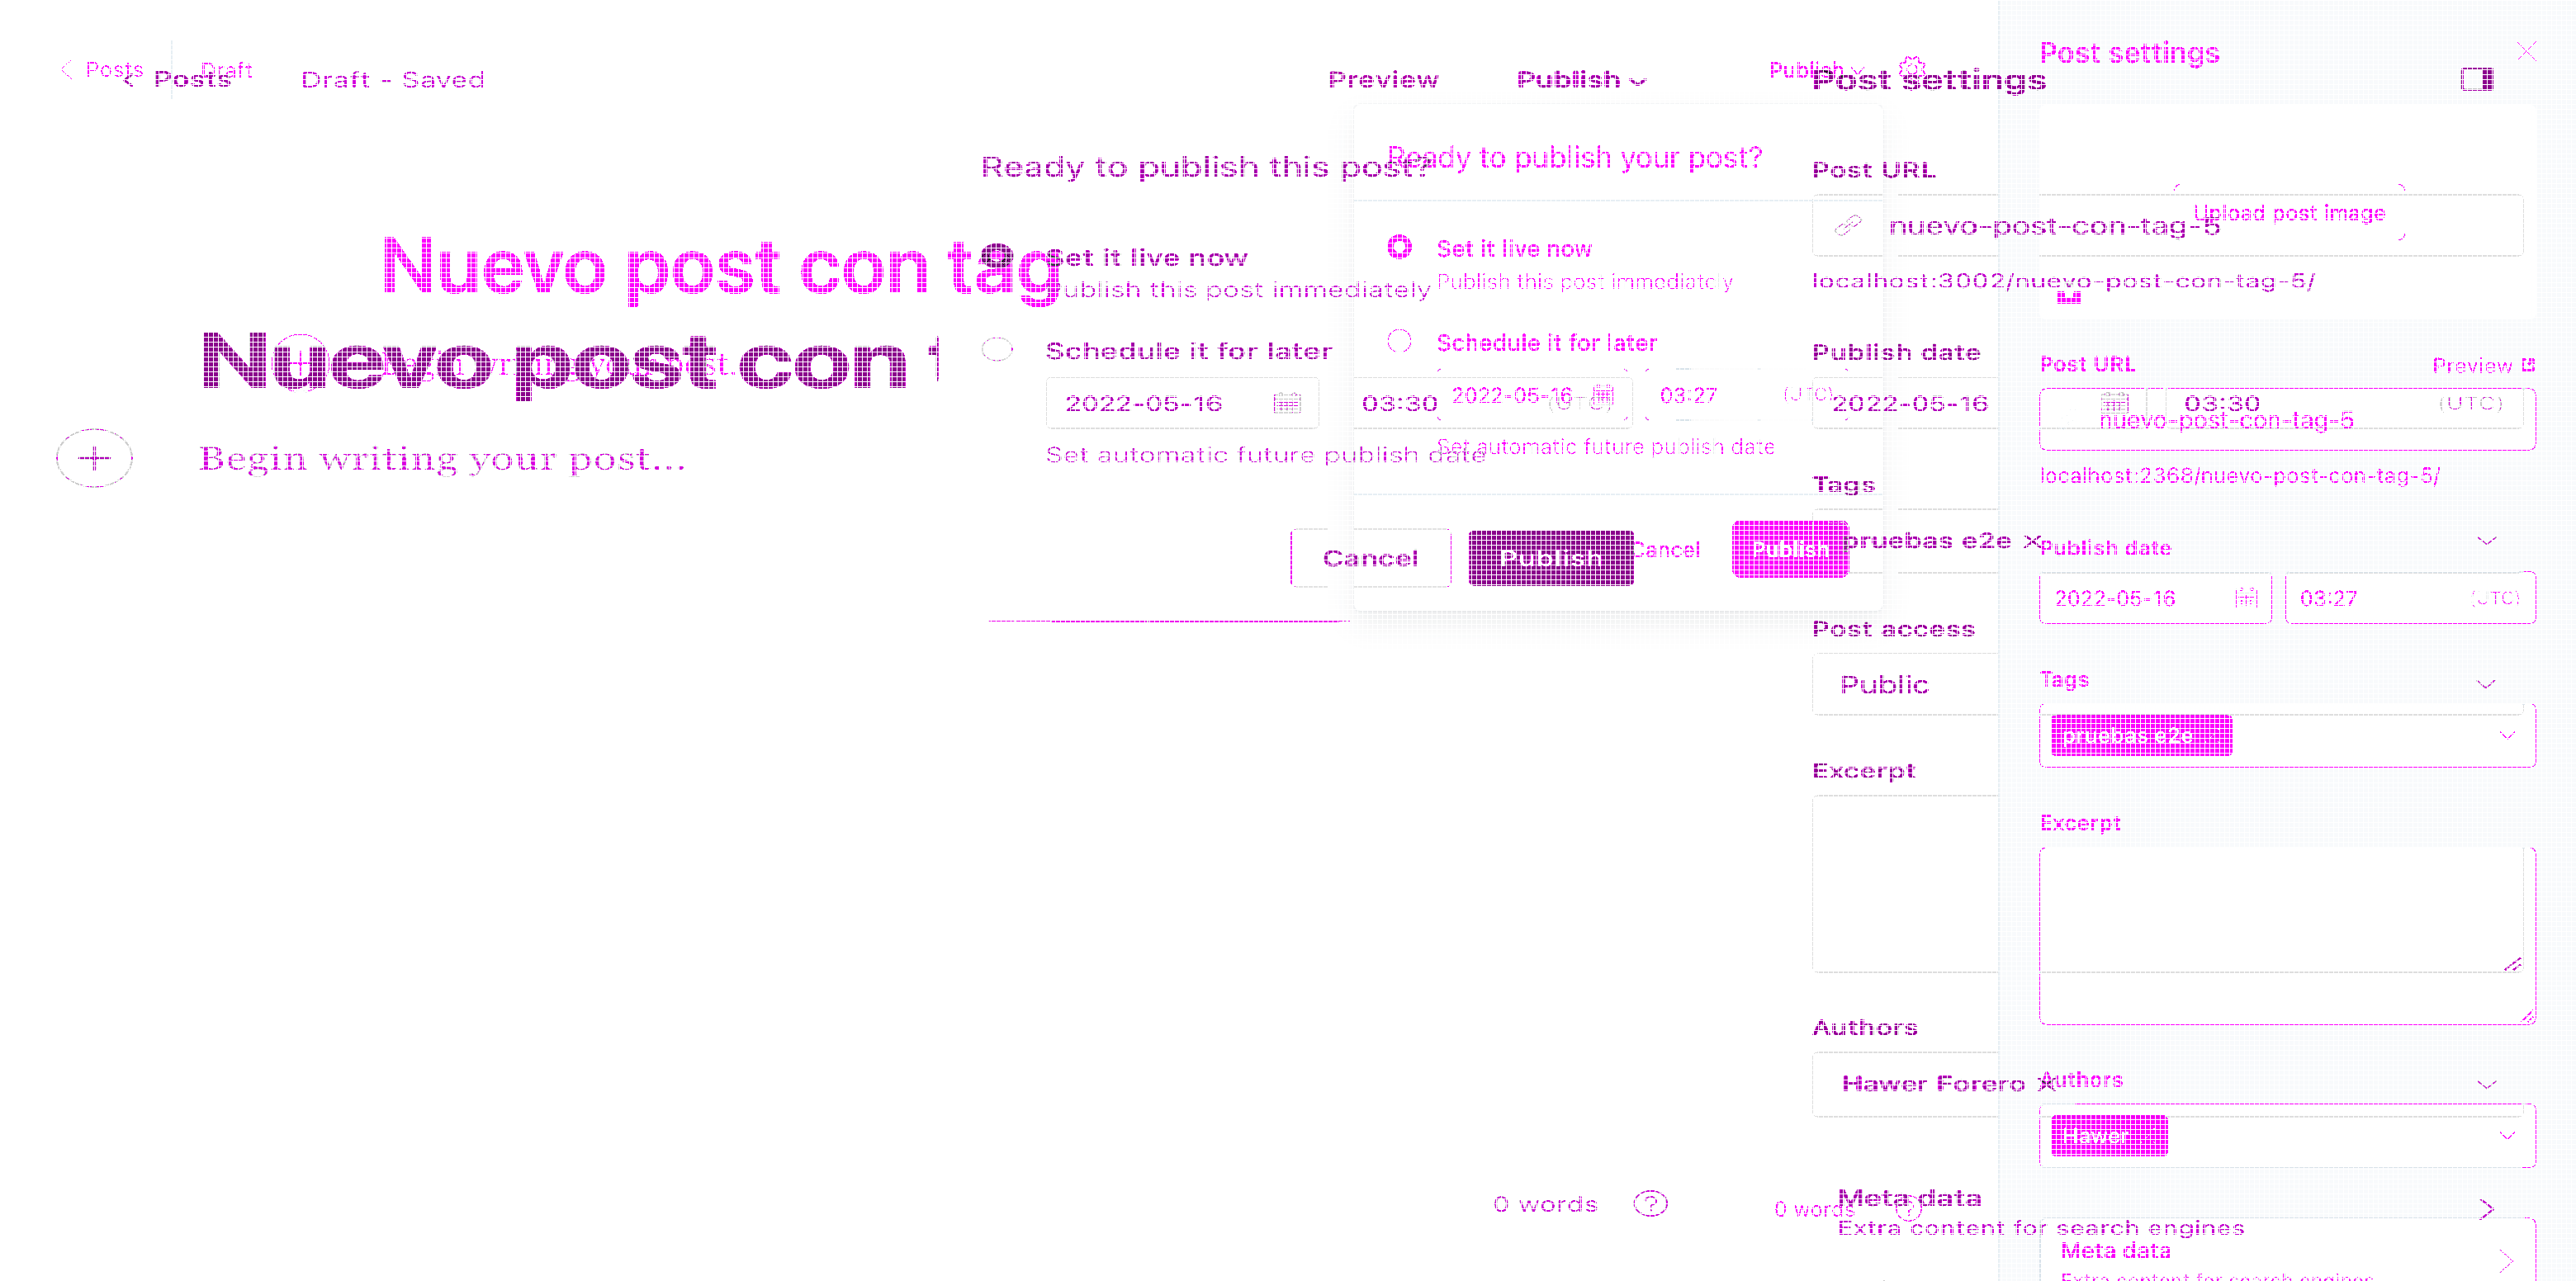 Posts
Draft
Posts
Draft - Saved
Preview
Publish
Publish
Post settings
Post settings
Ready to publish this post?
Ready to publish your post?
Post URL
Upload post image
nuevo-post-con-tag-5
localhost:3002/nuevo-post-con-tag-5/
Nuevo post con tag
Nuevo post con
Begin writing your post...
Set it live now
Publish this post immediately
Set it live now
Publish this post immediately
Schedule it for later
2022-05-16
03:30
(UTC)
Set automatic future publish date
Schedule it for later
2022-05-16
03:27
(UTC)
Set automatic future publish date
Cancel
Publish
Cancel
Publish
Publish date
2022-05-16
03:30
(UTC)
Post URL
Preview
nuevo-post-con-tag-5
localhost:2368/nuevo-post-con-tag-5/
Tags
pruebas e2e ×
Publish date
2022-05-16
03:27
(UTC)
Post access
Public
Tags
pruebas e2e
Excerpt
Excerpt
Authors
Hawer Forero ×
Authors
Hawer
Meta data
Extra content for search engines
0 words
?
0 words
?
Meta data
Extra content for search engines